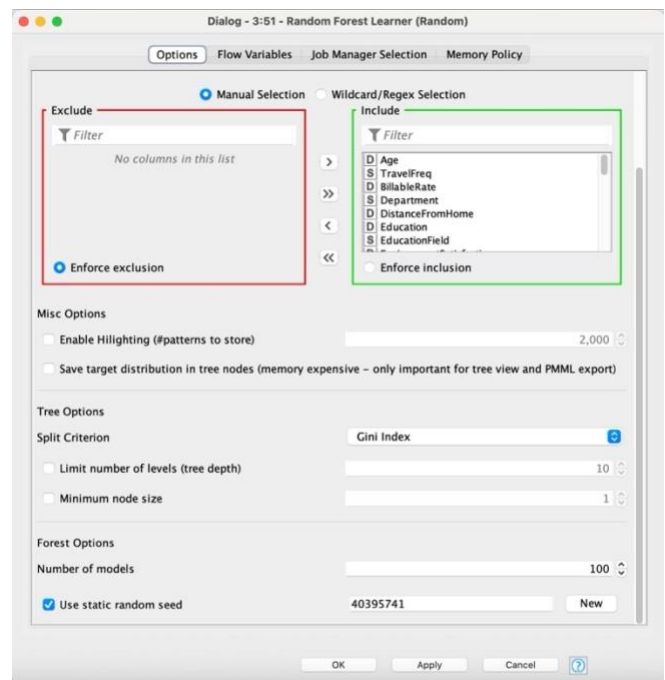 Dialog - 3:51 - Random Forest Learner (Random)
Options Flow Variables Job Manager Selection Memory Policy
Manual Selection Wildcard/Regex Selection
Exclude Include
Filter Filter
No columns in this list
D Age
S TravelFreq
D BillableRate
S Department
D DistanceFromHome
D Education
S EducationField
> 
>>
<
<<
Enforce exclusion Enforce inclusion
Misc Options
Enable Hilighting (#patterns to store) 2,000
Save target distribution in tree nodes (memory expensive - only important for tree view and PMML export)
Tree Options
Split Criterion Gini Index
Limit number of levels (tree depth) 10
Minimum node size 1
Forest Options
Number of models 100
Use static random seed 40395741 New
OK Apply Cancel ?